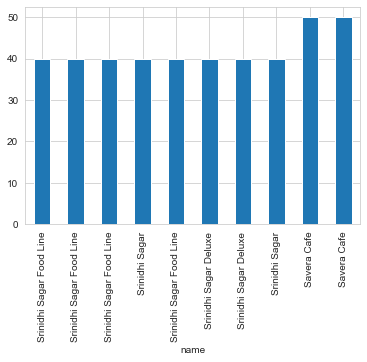 50
40
30
20
10
0
Srinidhi Sagar Food Line
Srinidhi Sagar Food Line
Srinidhi Sagar Food Line
Srinidhi Sagar
Srinidhi Sagar Food Line
Srinidhi Sagar Deluxe
Srinidhi Sagar Deluxe
Srinidhi Sagar
Savera Cafe
Savera Cafe
name